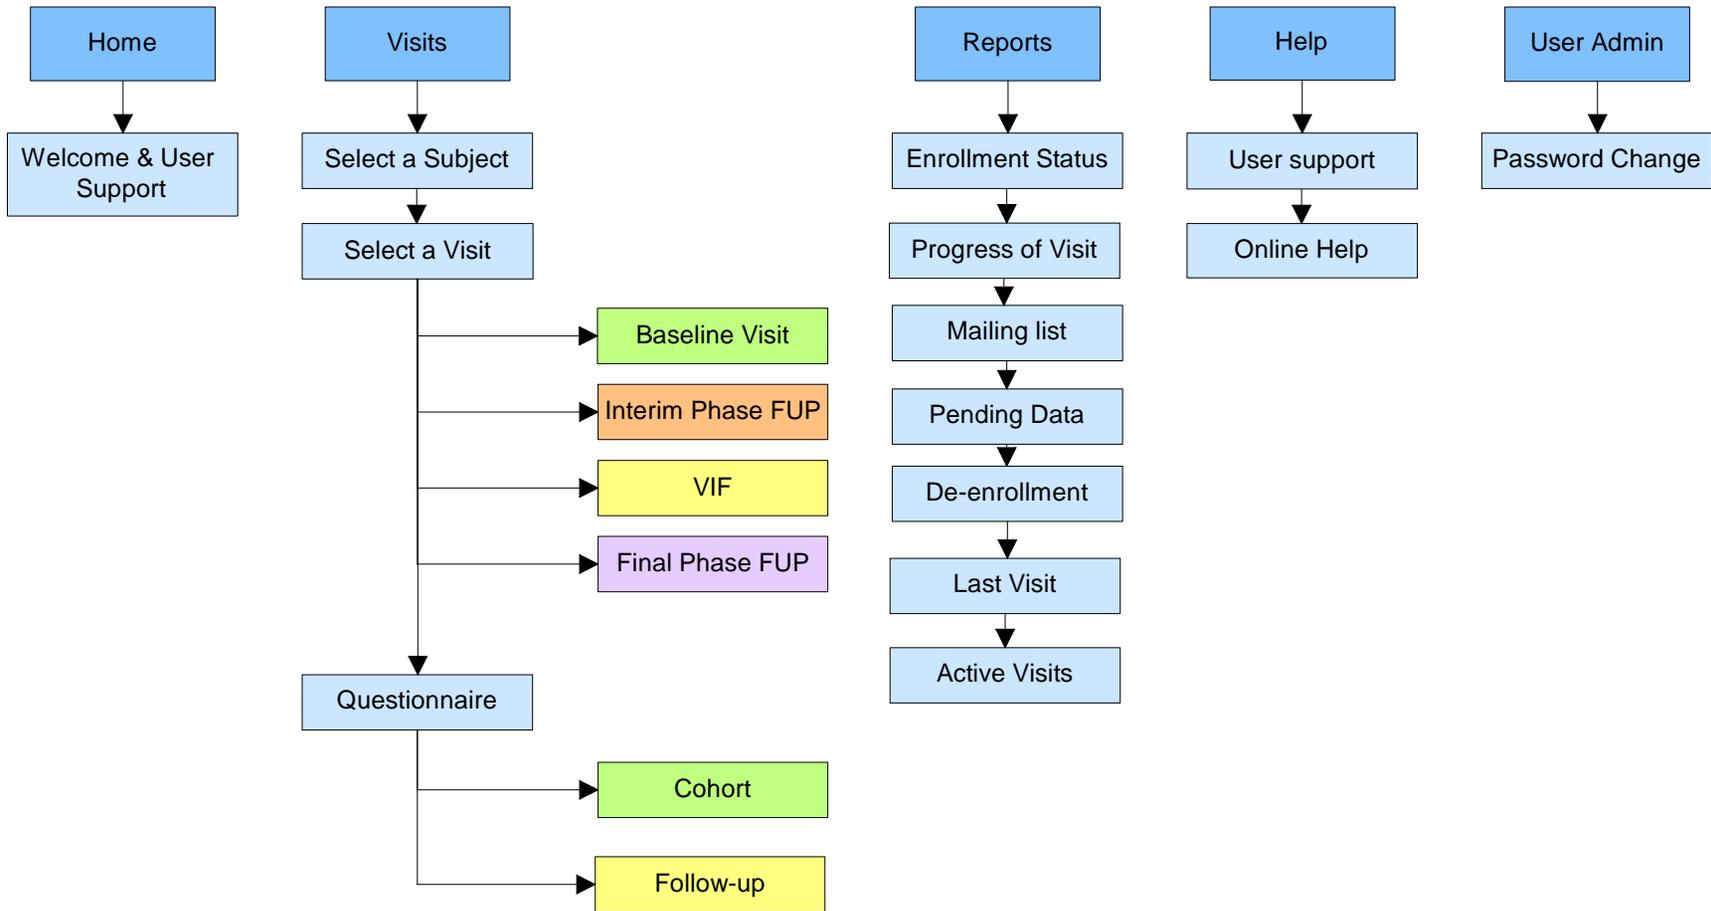 Home
Visits
Reports
Help
User Admin
Welcome & User
Support
Select a Subject
Enrollment Status
User support
Password Change
Select a Visit
Progress of Visit
Online Help
Baseline Visit
Mailing list
Interim Phase FUP
Pending Data
VIF
De-enrollment
Final Phase FUP
Last Visit
Active Visits
Questionnaire
Cohort
Follow-up